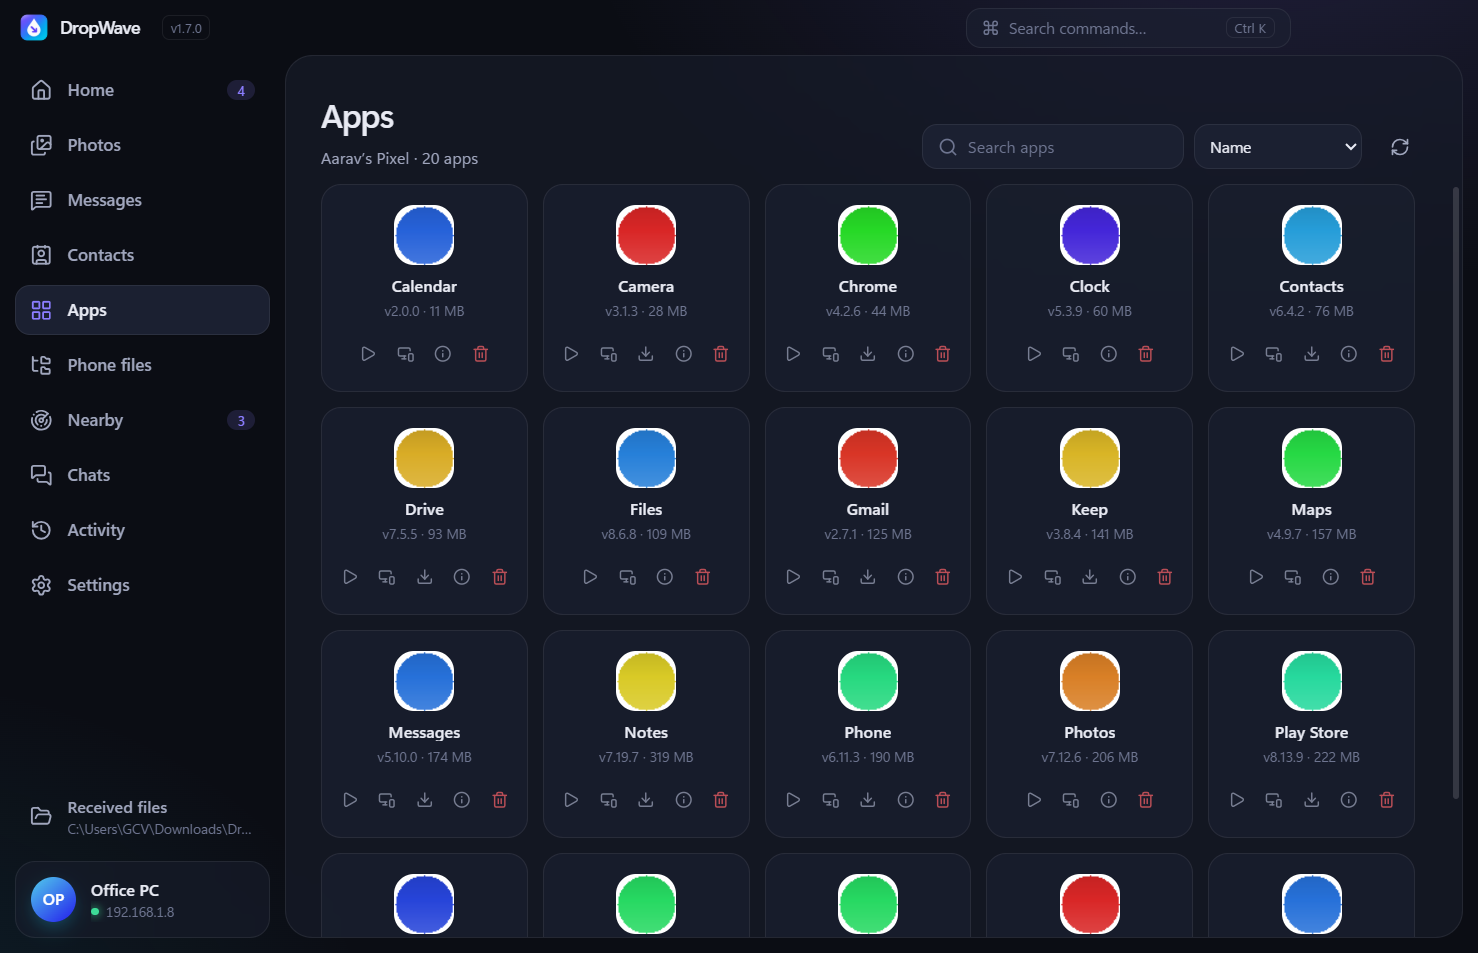 DropWave
v1.7.0
Search commands...
Ctrl K
Home
4
Photos
Messages
Contacts
Apps
Phone files
Nearby
3
Chats
Activity
Settings
Received files
C:\Users\GCV\Downloads\Dr...
OP
Office PC
192.168.1.8
Apps
Aarav's Pixel · 20 apps
Search apps
Name
Calendar
v2.0.0 · 11 MB
Camera
v3.1.3 · 28 MB
Chrome
v4.2.6 · 44 MB
Clock
v5.3.9 · 60 MB
Contacts
v6.4.2 · 76 MB
Drive
v7.5.5 · 93 MB
Files
v8.6.8 · 109 MB
Gmail
v2.7.1 · 125 MB
Keep
v3.8.4 · 141 MB
Maps
v4.9.7 · 157 MB
Messages
v5.10.0 · 174 MB
Notes
v7.19.7 · 319 MB
Phone
v6.11.3 · 190 MB
Photos
v7.12.6 · 206 MB
Play Store
v8.13.9 · 222 MB